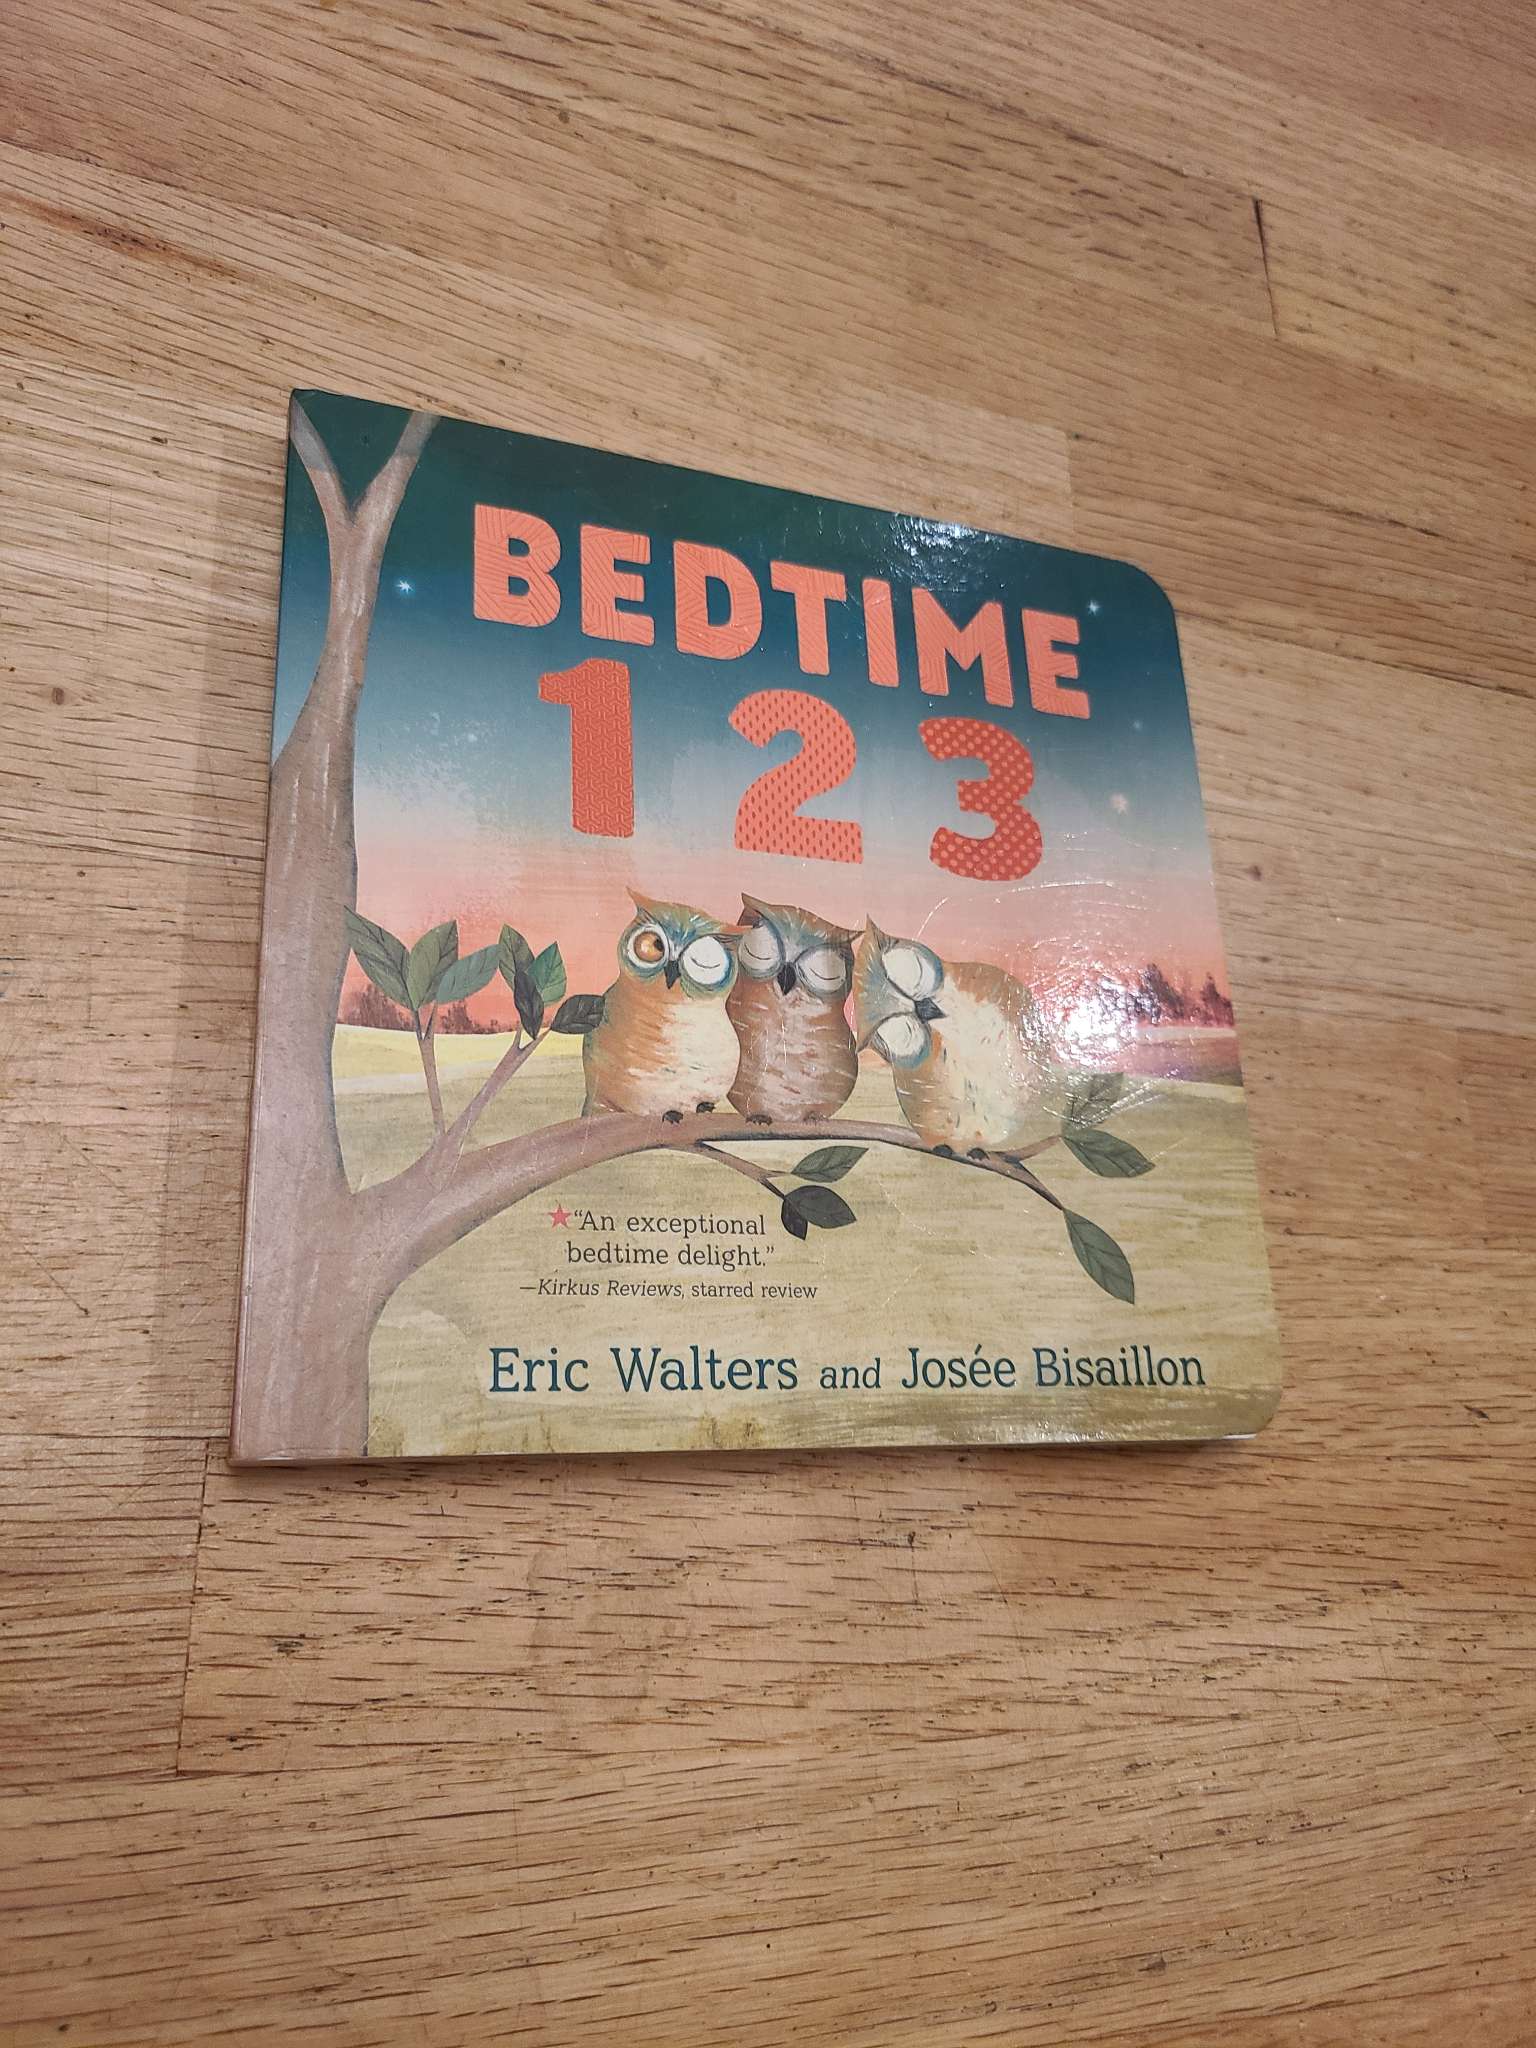 BEDTIME
1 2 3
“An exceptional
bedtime delight.”
—Kirkus Reviews, starred review
Eric Walters and Josée Bisaillon